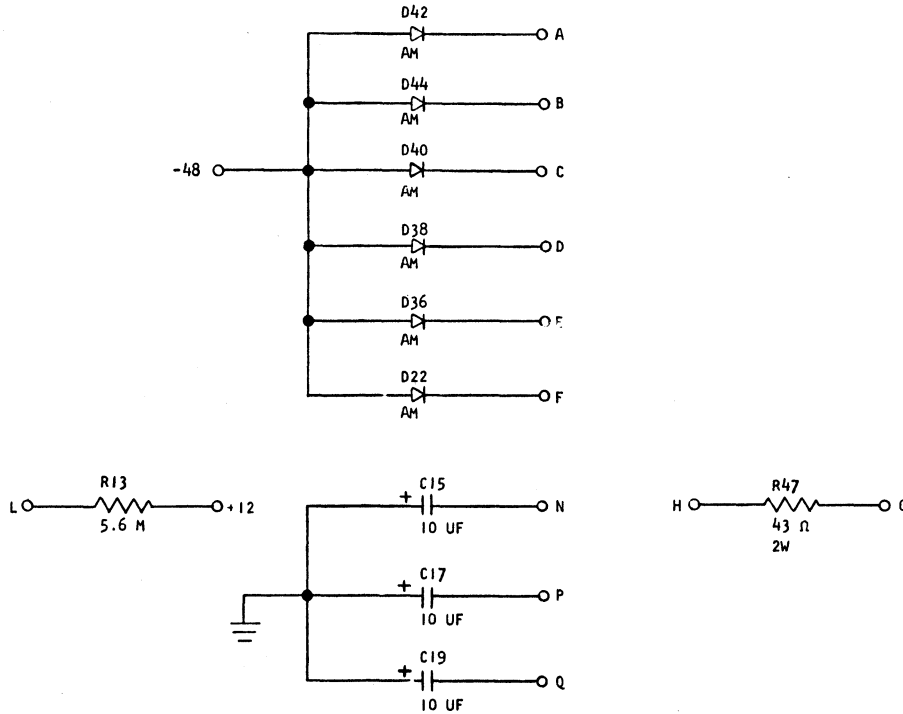 D42
A
AM
D44
B
AM
-48
D40
C
AM
D38
D
AM
D36
E
AM
D22
F
AM
R13
L
+12
5.6 M
+
C15
N
10 UF
R47
H
43 Ω
2W
+
C17
P
10 UF
+
C19
Q
10 UF